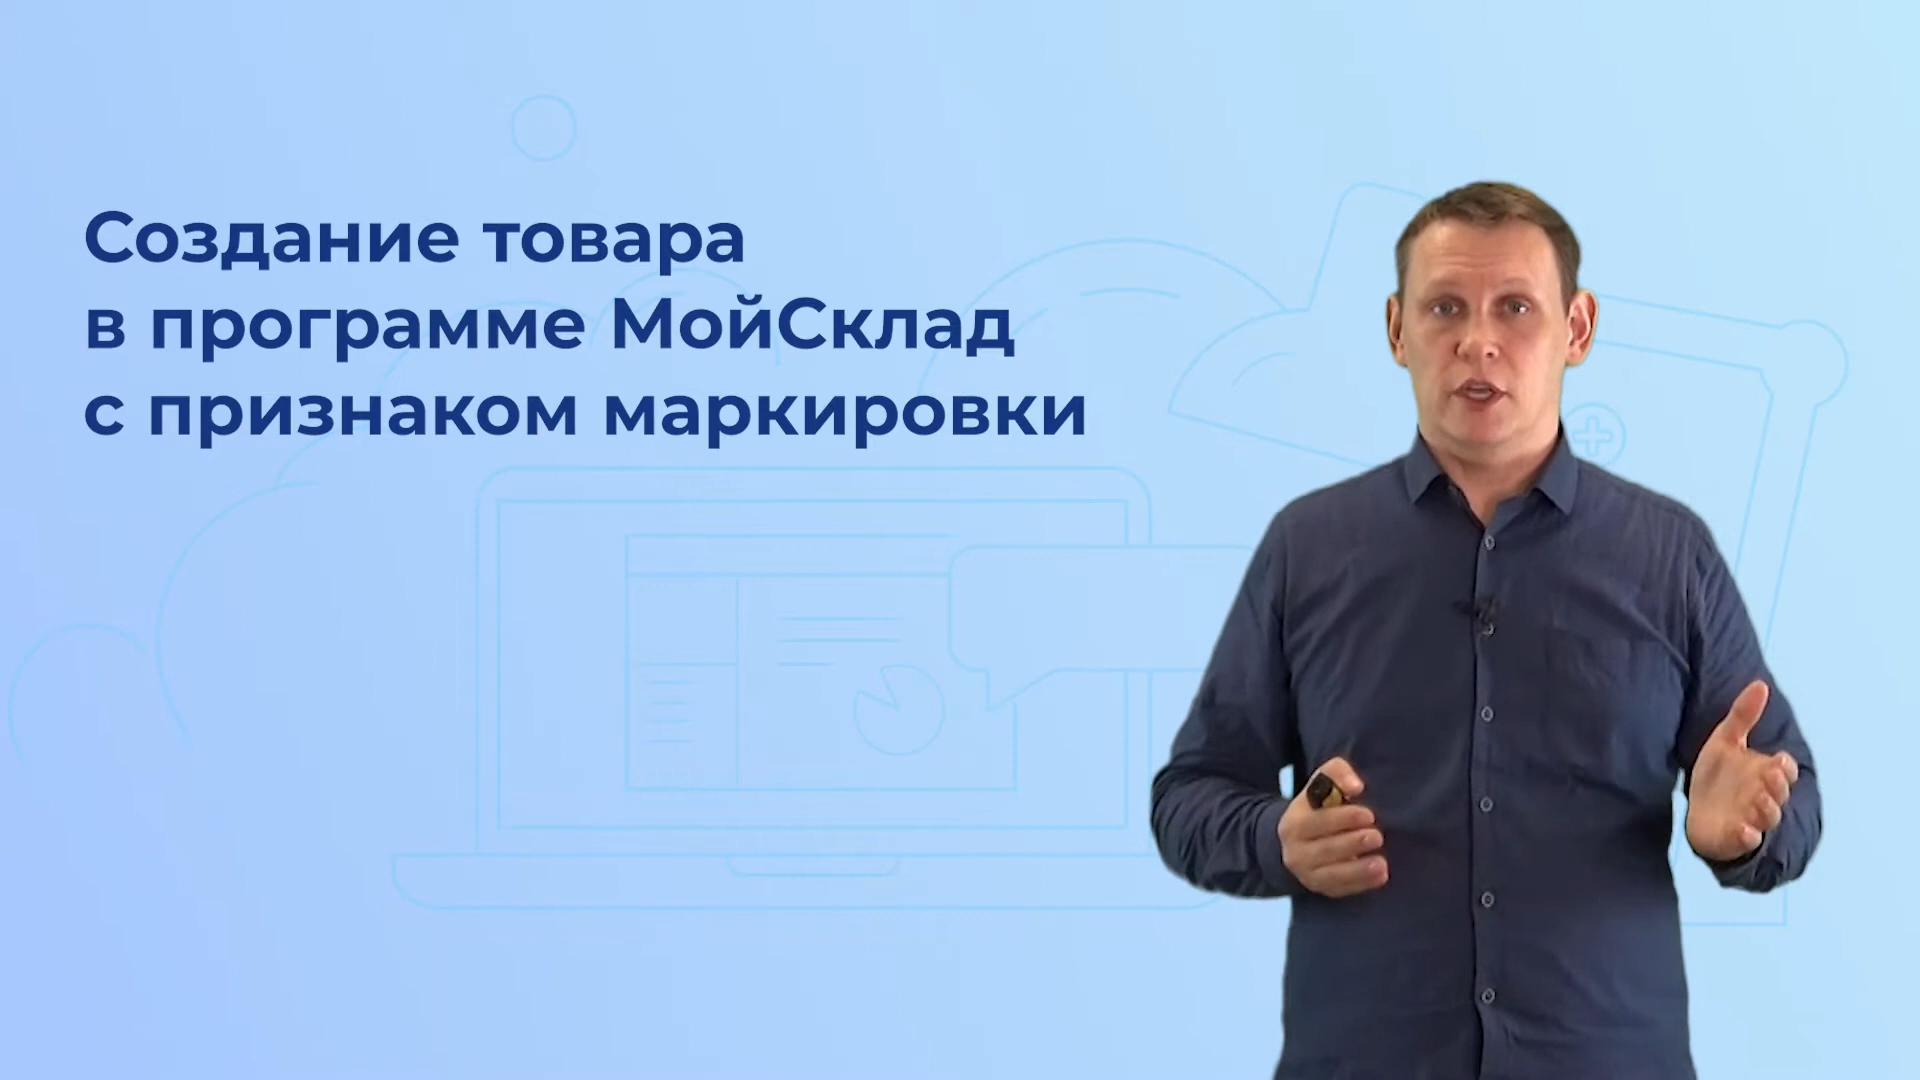 Создание товара
в программе МойСклад
с признаком маркировки